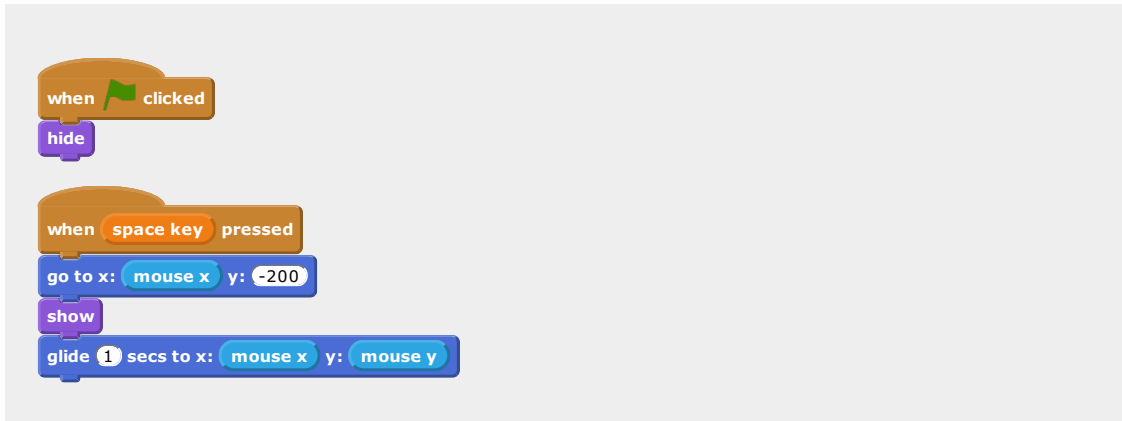 when clicked
hide
when space key pressed
go to x: mouse x y: -200
show
glide 1 secs to x: mouse x y: mouse y